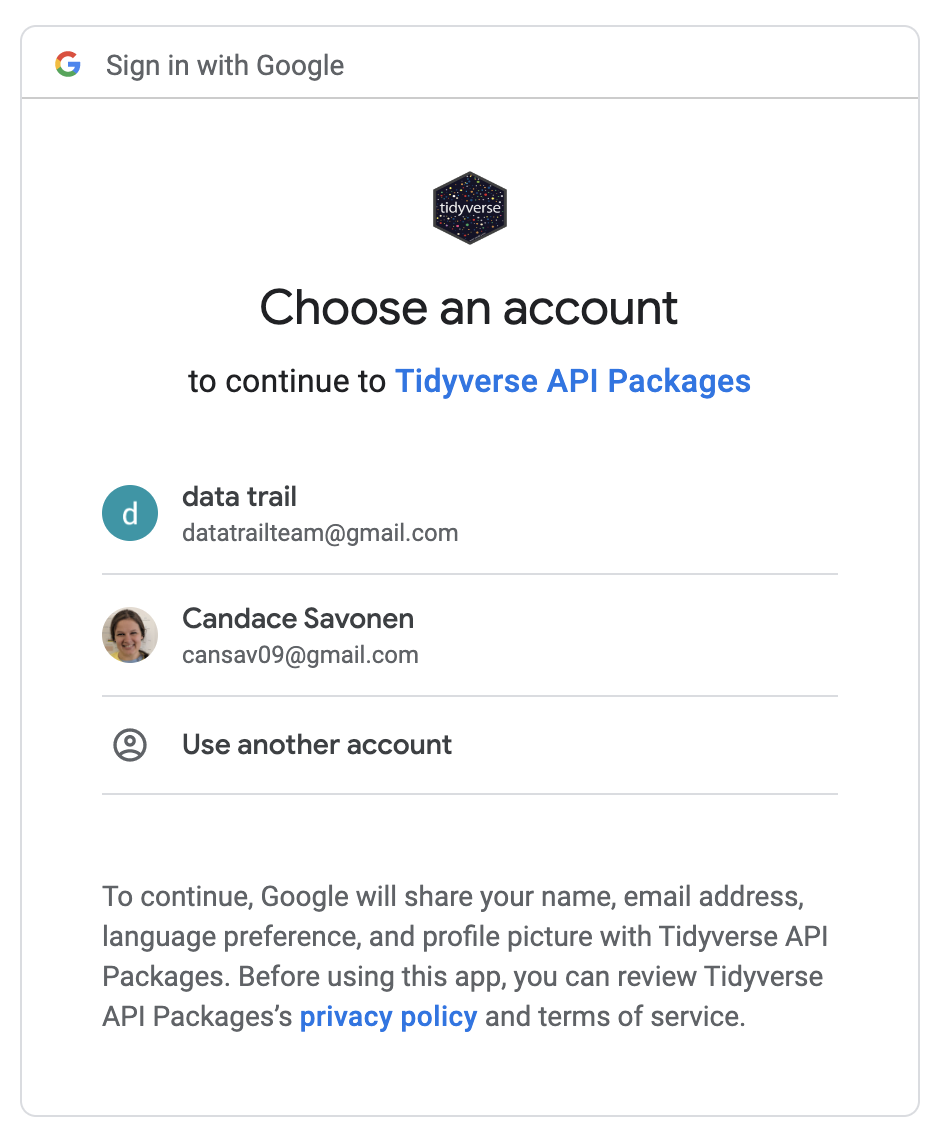 Sign in with Google
tidyverse
Choose an account
to continue to Tidyverse API Packages
d
data trail
datatrailteam@gmail.com
Candace Savonen
cansav09@gmail.com
Use another account
To continue, Google will share your name, email address,
language preference, and profile picture with Tidyverse API
Packages. Before using this app, you can review Tidyverse
API Packages’s privacy policy and terms of service.